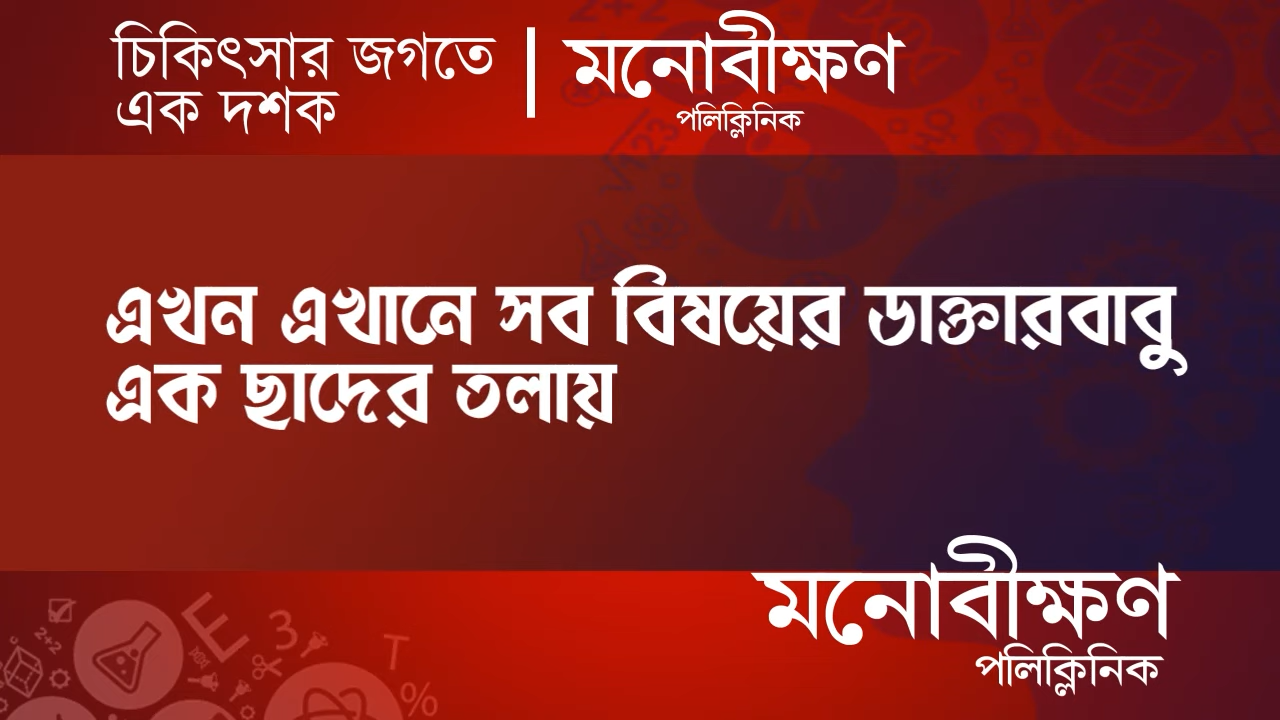 চিকিৎসার জগতে
এক দশক
মনোবীক্ষণ
পলিক্লিনিক
এখন এখানে সব বিষয়ের ডাক্তারবাবু
এক ছাদের তলায়
মনোবীক্ষণ
পলিক্লিনিক